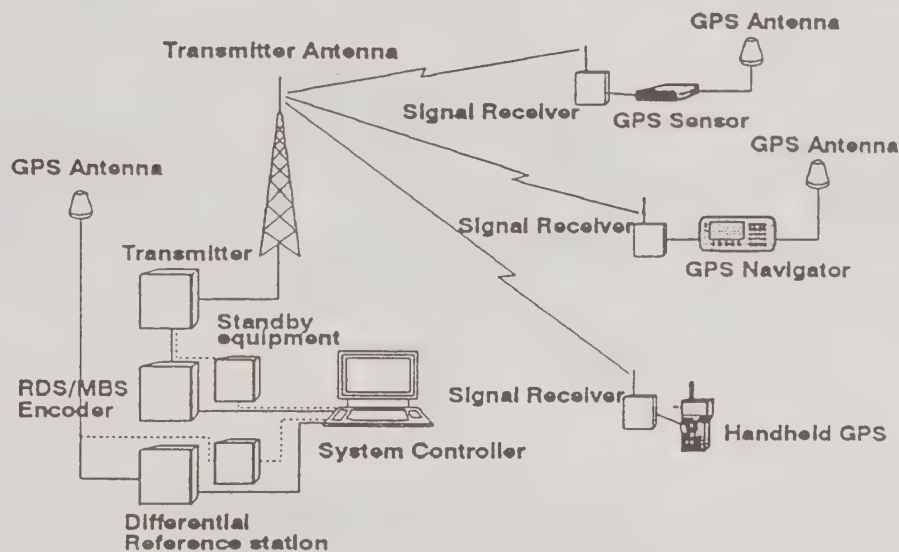 GPS Antenna
Transmitter Antenna
Signal Receiver
GPS Sensor
GPS Antenna
GPS Antenna
Signal Receiver
GPS Navigator
Transmitter
Standby
equipment
RDS/MBS
Encoder
System Controller
Signal Receiver
Handheld GPS
Differential
Reference station